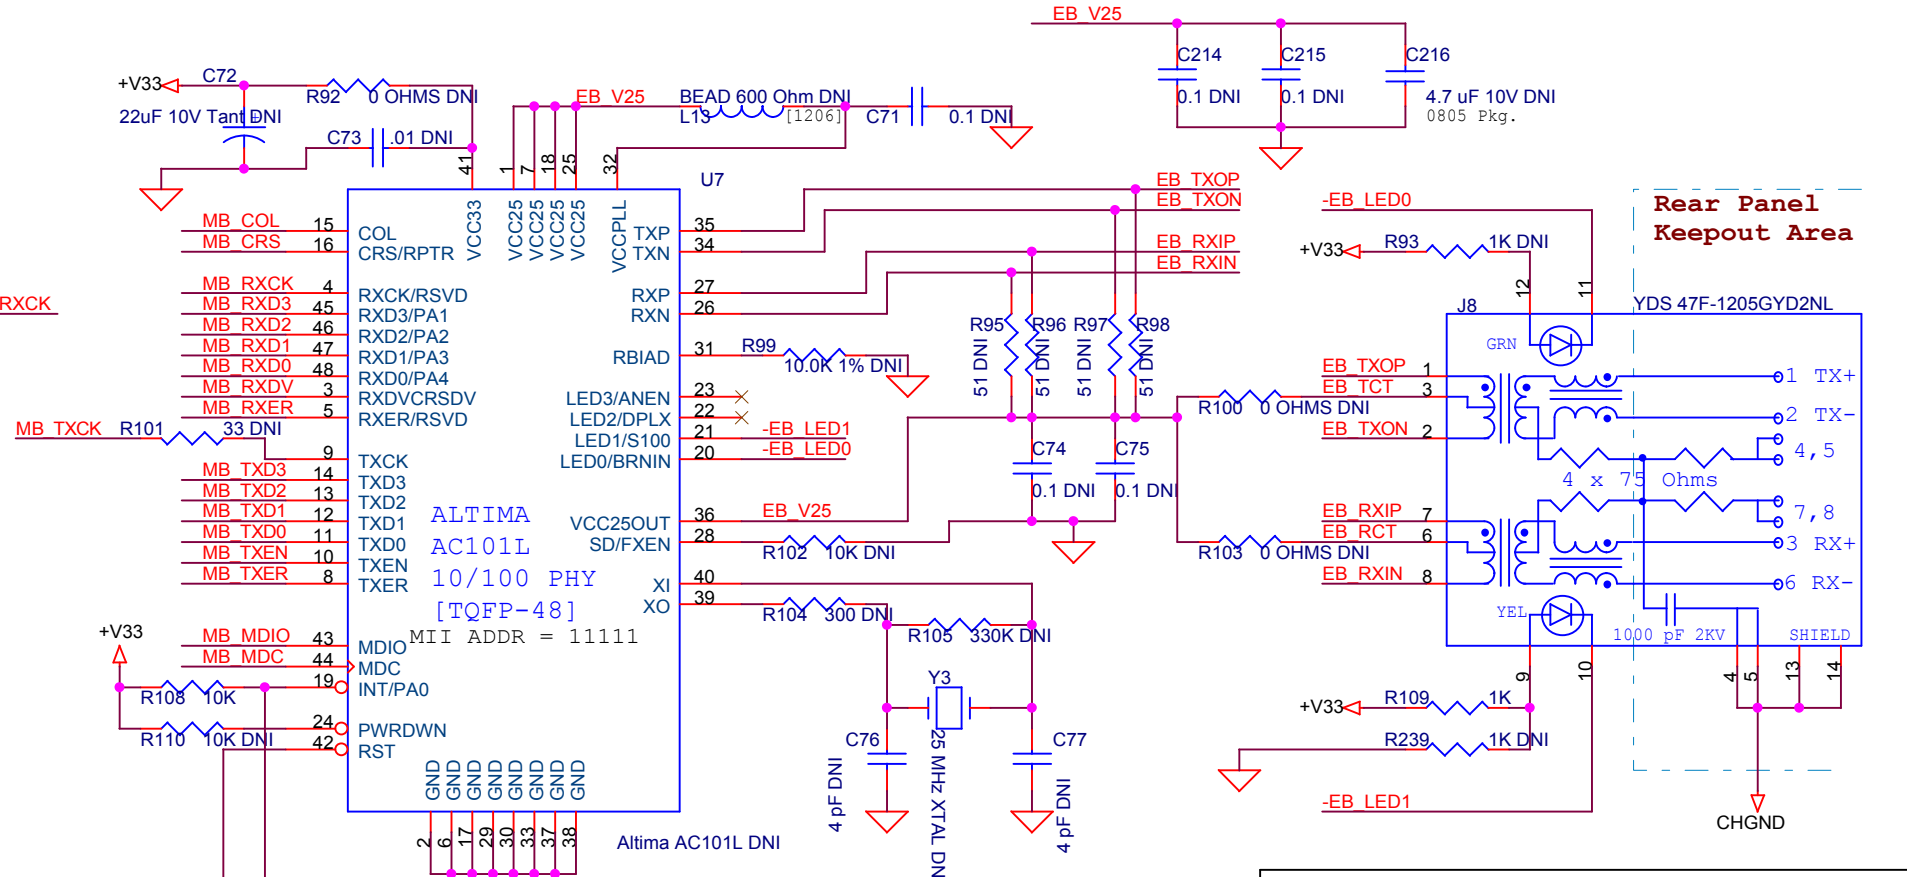 EB_V25
C214
C215
C216
0.1 DNI
0.1 DNI
4.7 uF 10V DNI
0805 Pkg.
+V33
C72
R92
0 OHMS DNI
22uF 10V Tant DNI
C73
.01 DNI
EB_V25
BEAD 600 Ohm DNI
L13
[1206]
C71
0.1 DNI
41
1
7
18
25
32
U7
VCC33
VCC25
VCC25
VCC25
VCC25
VCCPLL
MB_COL 15 COL
MB_CRS 16 CRS/RPTR
RXCK
MB_RXCK 4 RXCK/RSVD
MB_RXD3 45 RXD3/PA1
MB_RXD2 46 RXD2/PA2
MB_RXD1 47 RXD1/PA3
MB_RXD0 48 RXD0/PA4
MB_RXDV 3 RXDVCRSDV
MB_RXER 5 RXER/RSVD
MB_TXCK R101 33 DNI
9 TXCK
MB_TXD3 14 TXD3
MB_TXD2 13 TXD2
MB_TXD1 12 TXD1
MB_TXD0 11 TXD0
MB_TXEN 10 TXEN
MB_TXER 8 TXER
+V33
MB_MDIO 43 MDIO
MB_MDC 44 MDC
R108 10K 19 INT/PA0
R110 10K DNI 24 PWRDWN
42 RST
ALTIMA
AC101L
10/100 PHY
[TQFP-48]
MII ADDR = 11111
GND
GND
GND
GND
GND
GND
GND
GND
2
6
17
29
30
33
37
38
Altima AC101L DNI
TXP 35
TXN 34
RXP 27
RXN 26
RBIAD 31 R99 10.0K 1% DNI
LED3/ANEN 23
LED2/DPLX 22
LED1/S100 21 -EB_LED1
LED0/BRNIN 20 -EB_LED0
VCC25OUT 36 EB_V25
SD/FXEN 28 R102 10K DNI
XI 40
XO 39 R104 300 DNI
R105 330K DNI
Y3
25 MHz XTAL DN
C76
4 pF DNI
C77
4 pF DNI
EB_TXOP
EB_TXON
EB_RXIP
EB_RXIN
R95
R96
R97
R98
51 DNI
51 DNI
51 DNI
51 DNI
C74
C75
0.1 DNI
0.1 DNI
R100 0 OHMS DNI
R103 0 OHMS DNI
-EB_LED0
+V33
R93
1K DNI
Rear Panel
Keepout Area
12
11
J8
YDS 47F-1205GYD2NL
GRN
EB_TXOP 1
EB_TCT 3
EB_TXON 2
EB_RXIP 7
EB_RCT 6
EB_RXIN 8
1 TX+
2 TX-
4,5
4 x 75 Ohms
7,8
3 RX+
6 RX-
YEL
1000 pF 2KV
SHIELD
9
10
4
5
13
14
+V33
R109
1K
R239
1K DNI
-EB_LED1
CHGND